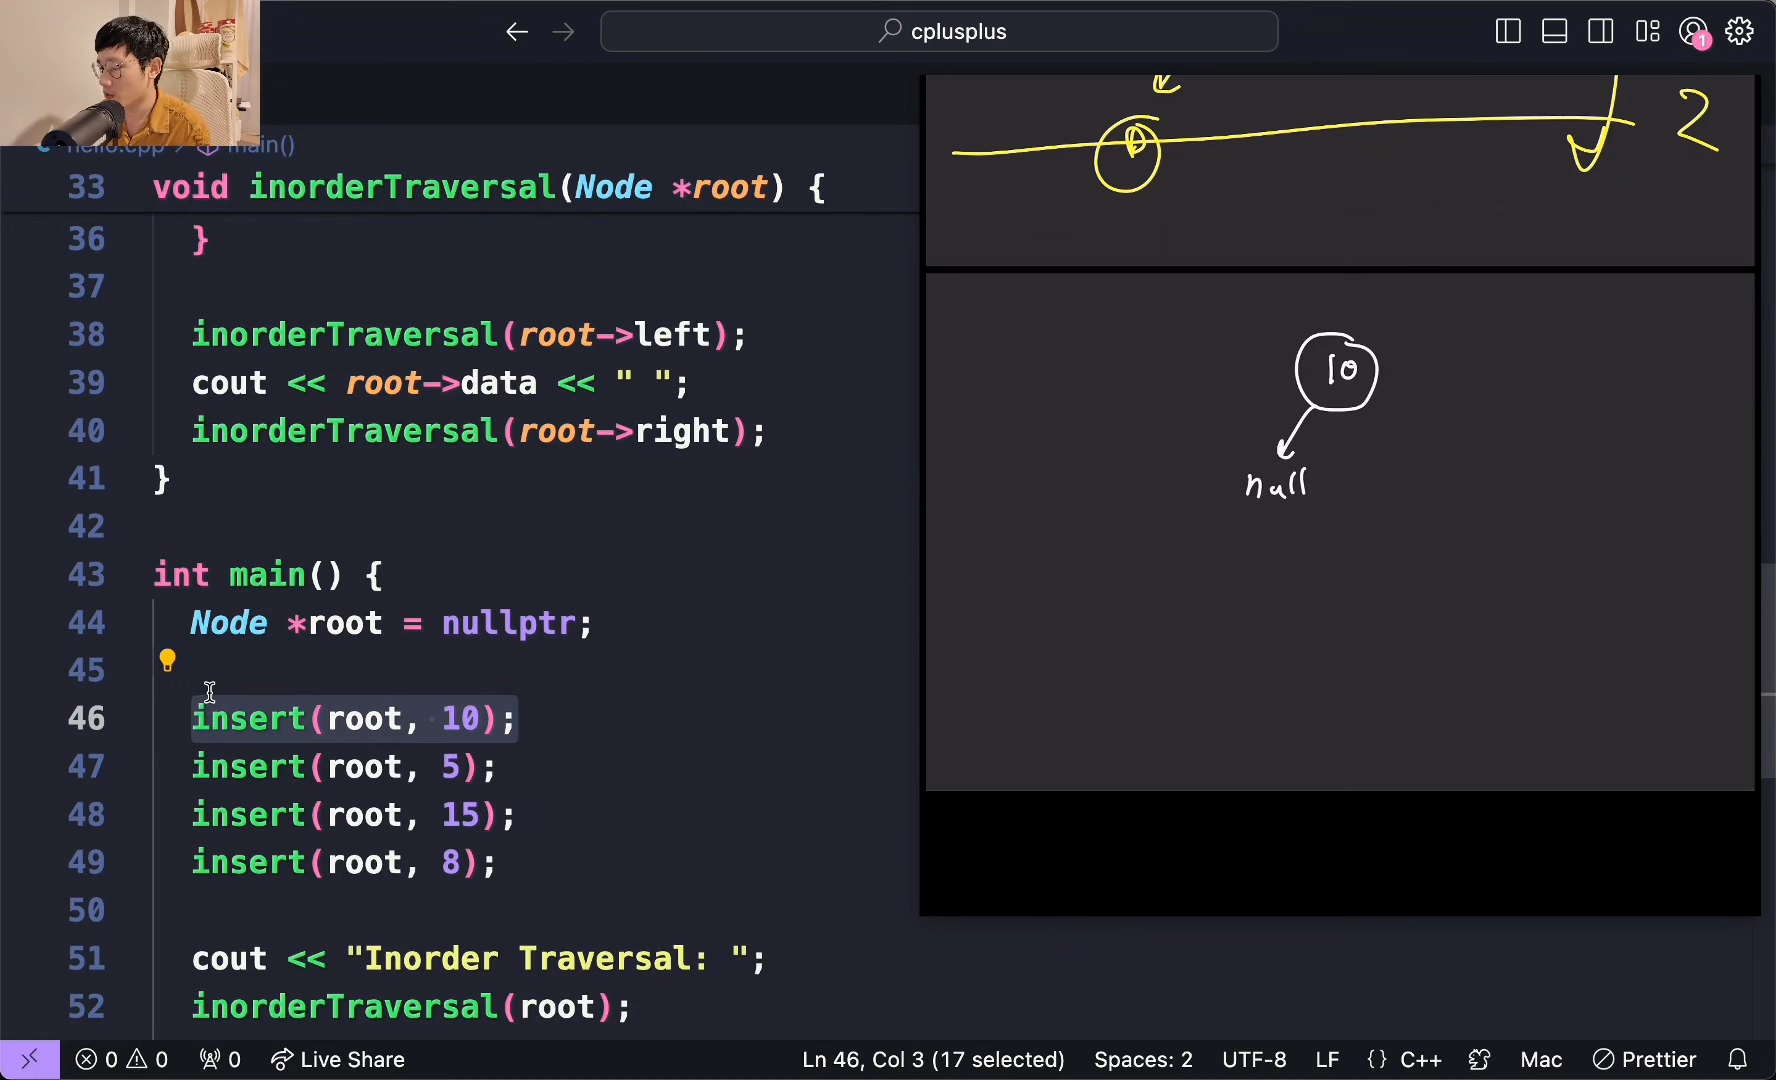 cplusplus
1
hello.cpp > main()
33 void inorderTraversal(Node *root) {
36 }
37
38 inorderTraversal(root->left);
39 cout << root->data << " ";
40 inorderTraversal(root->right);
41 }
42
43 int main() {
44 Node *root = nullptr;
45
46 insert(root, 10);
47 insert(root, 5);
48 insert(root, 15);
49 insert(root, 8);
50
51 cout << "Inorder Traversal: ";
52 inorderTraversal(root);
2
10
null
0 0 0 Live Share Ln 46, Col 3 (17 selected) Spaces: 2 UTF-8 LF {} C++ Mac Prettier